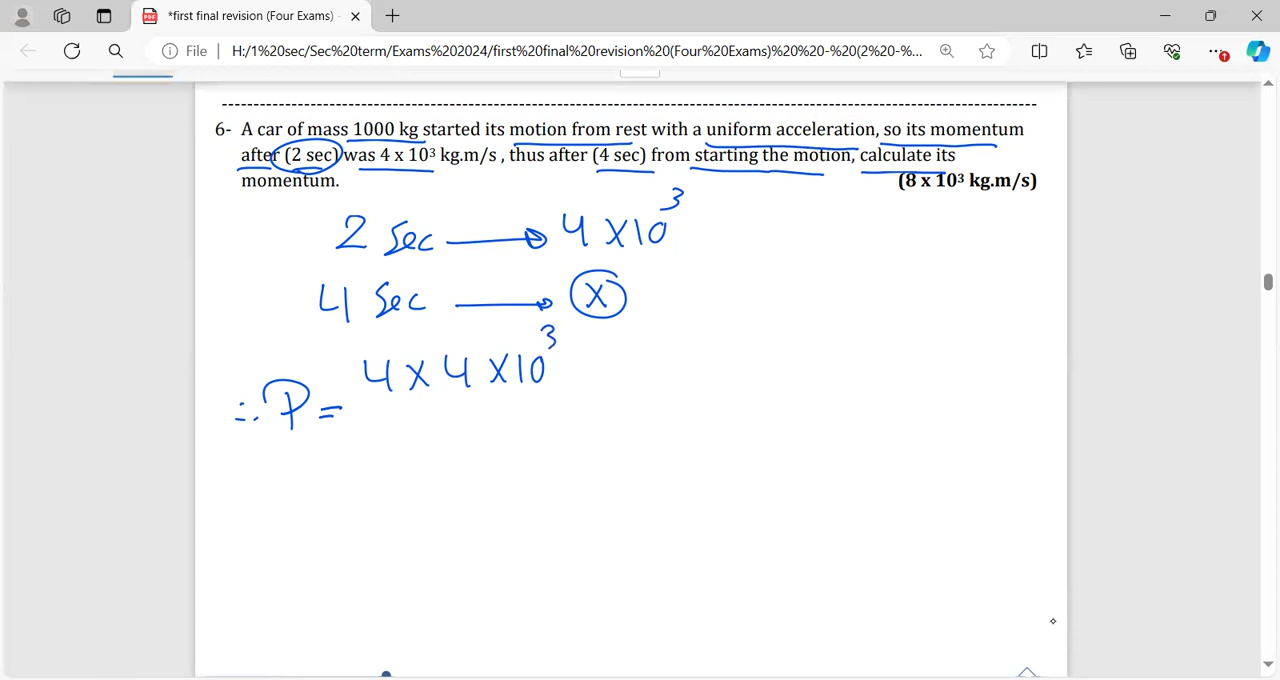 *first final revision (Four Exams) -
File
H:/1%20sec/Sec%20term/Exams%202024/first%20final%20revision%20(Four%20Exams)%20%20-%20(2%20-%...
6- A car of mass 1000 kg started its motion from rest with a uniform acceleration, so its momentum
after (2 sec) was 4 x 10³ kg.m/s , thus after (4 sec) from starting the motion, calculate its
momentum. (8 x 10³ kg.m/s)
2 Sec → 4 × 10³
4 Sec → X
4 × 4 × 10³
∴ P =